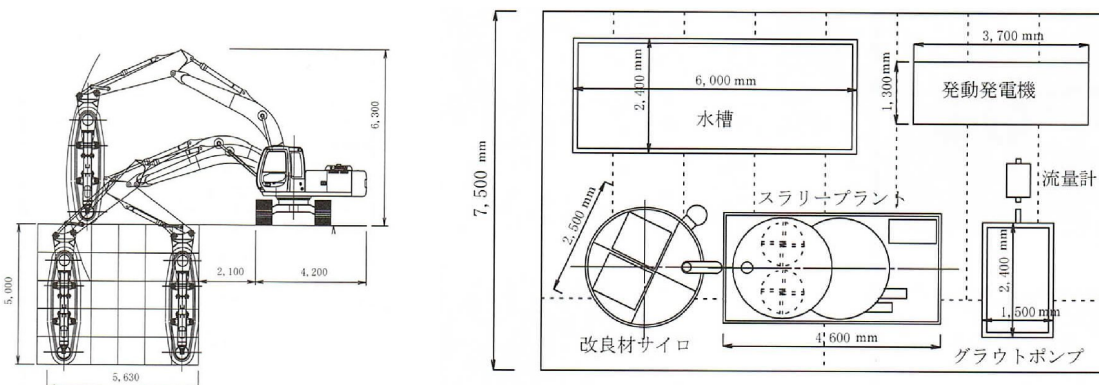 6,300
2,100
4,200
5,000
5,630
7,500 mm
6,000 mm
2,400 mm
水槽
3,700 mm
1,300 mm
発動発電機
流量計
2,500 mm
スラリープラント
改良材サイロ
4,600 mm
2,400 mm
1,500 mm
グラウトポンプ